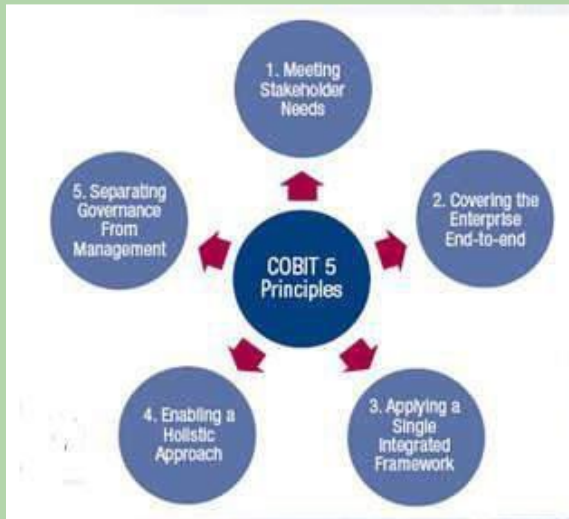 1. Meeting
Stakeholder
Needs
5. Separating
Governance
From
Management
2. Covering the
Enterprise
End-to-end
COBIT 5
Principles
4. Enabling a
Holistic
Approach
3. Applying a
Single
Integrated
Framework